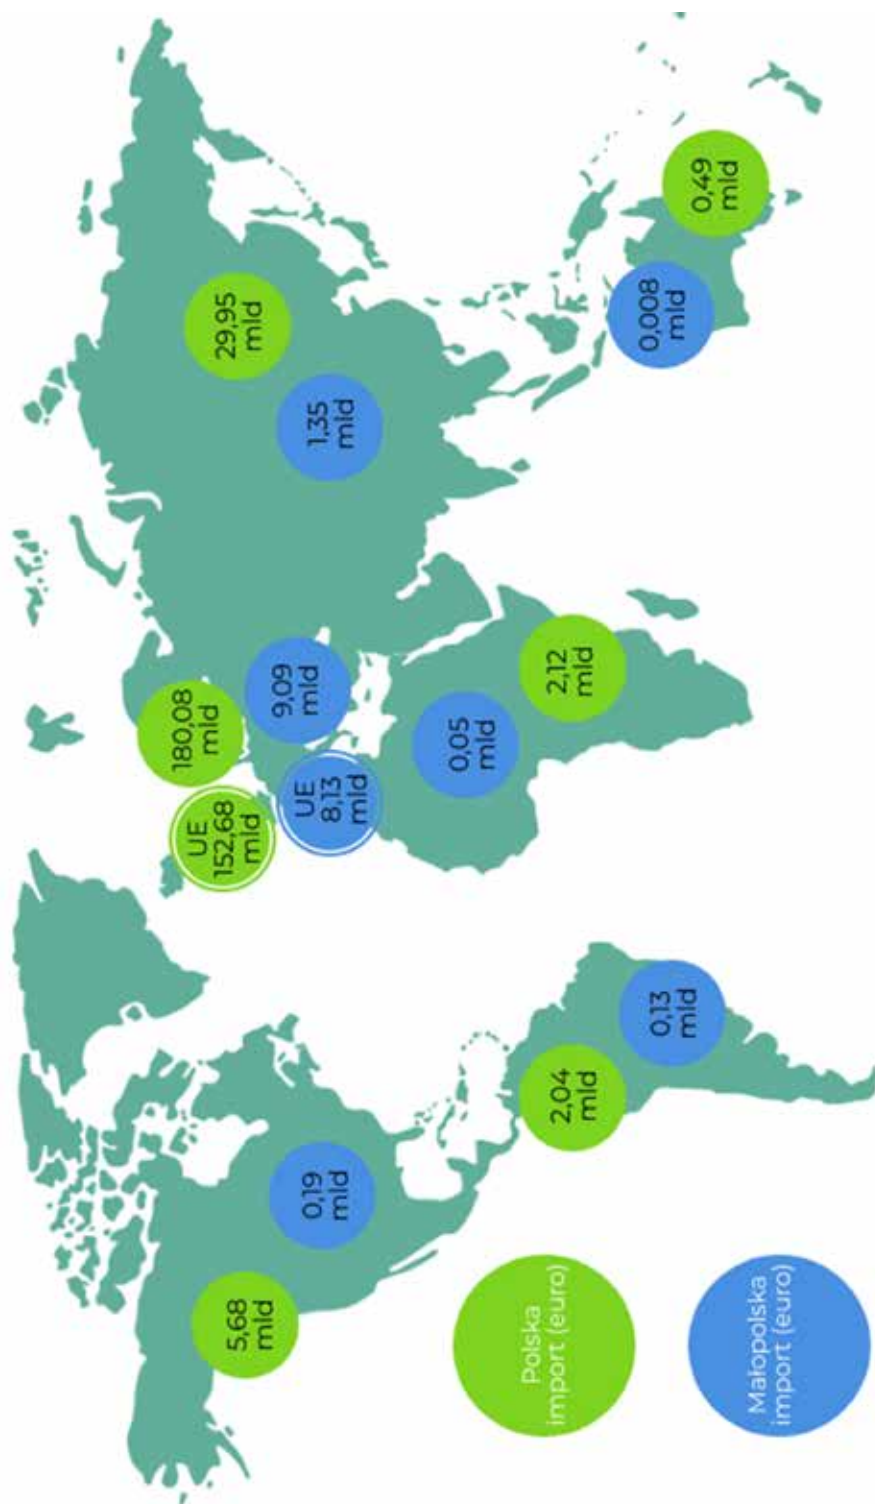 180,08
mld
UE
152,68
mld
9,09
mld
UE
8,13
mld
29,95
mld
1,35
mld
5,68
mld
0,19
mld
0,05
mld
2,12
mld
2,04
mld
0,13
mld
0,008
mld
0,49
mld
Polska
import (euro)
Małopolska
import (euro)